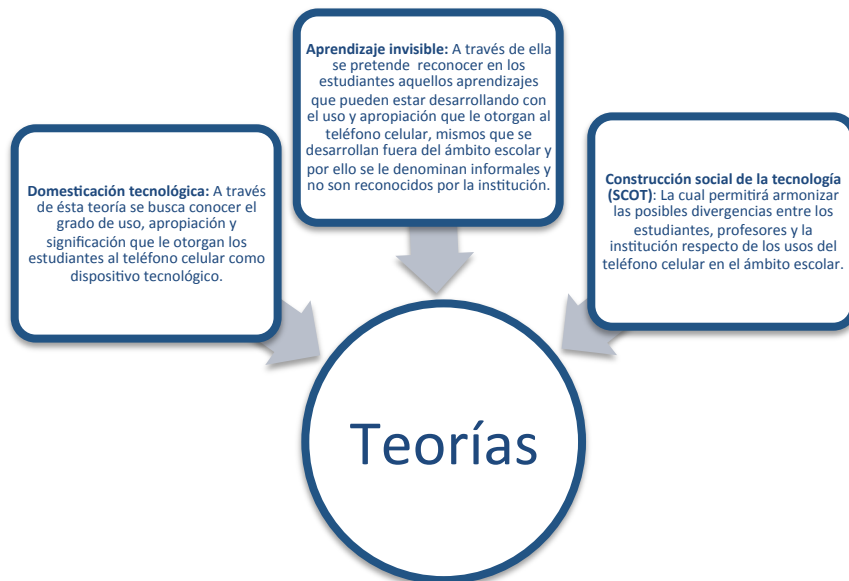 Aprendizaje invisible: A través de ella
se pretende reconocer en los
estudiantes aquellos aprendizajes
que pueden estar desarrollando con
el uso y apropiación que le otorgan al
teléfono celular, mismos que se
desarrollan fuera del ámbito escolar y
por ello se le denominan informales y
no son reconocidos por la institución.
Domesticación tecnológica: A través
de ésta teoría se busca conocer el
grado de uso, apropiación y
significación que le otorgan los
estudiantes al teléfono celular como
dispositivo tecnológico.
Construcción social de la tecnología
(SCOT): La cual permitirá armonizar
las posibles divergencias entre los
estudiantes, profesores y la
institución respecto de los usos del
teléfono celular en el ámbito escolar.
Teorías